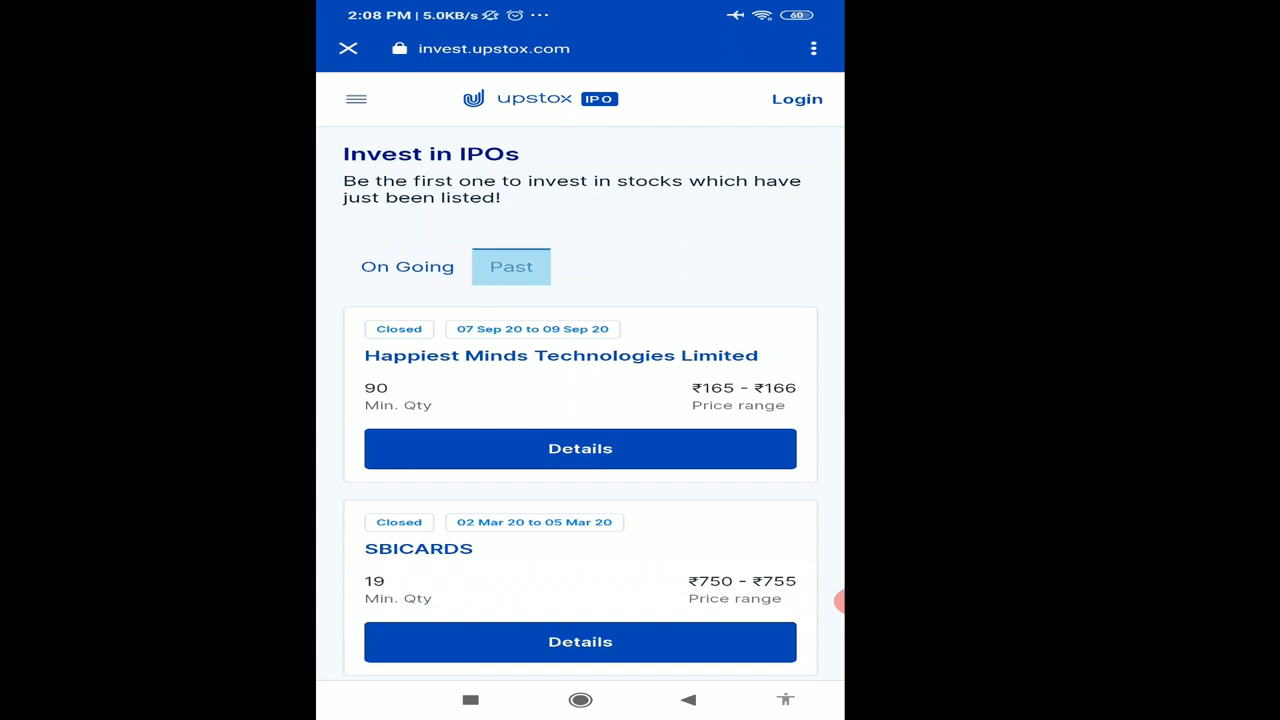 2:08 PM | 5.0KB/s ... 60
invest.upstox.com
upstox IPO Login
Invest in IPOs
Be the first one to invest in stocks which have
just been listed!
On Going Past
Closed 07 Sep 20 to 09 Sep 20
Happiest Minds Technologies Limited
90 ₹165 - ₹166
Min. Qty Price range
Details
Closed 02 Mar 20 to 05 Mar 20
SBICARDS
19 ₹750 - ₹755
Min. Qty Price range
Details